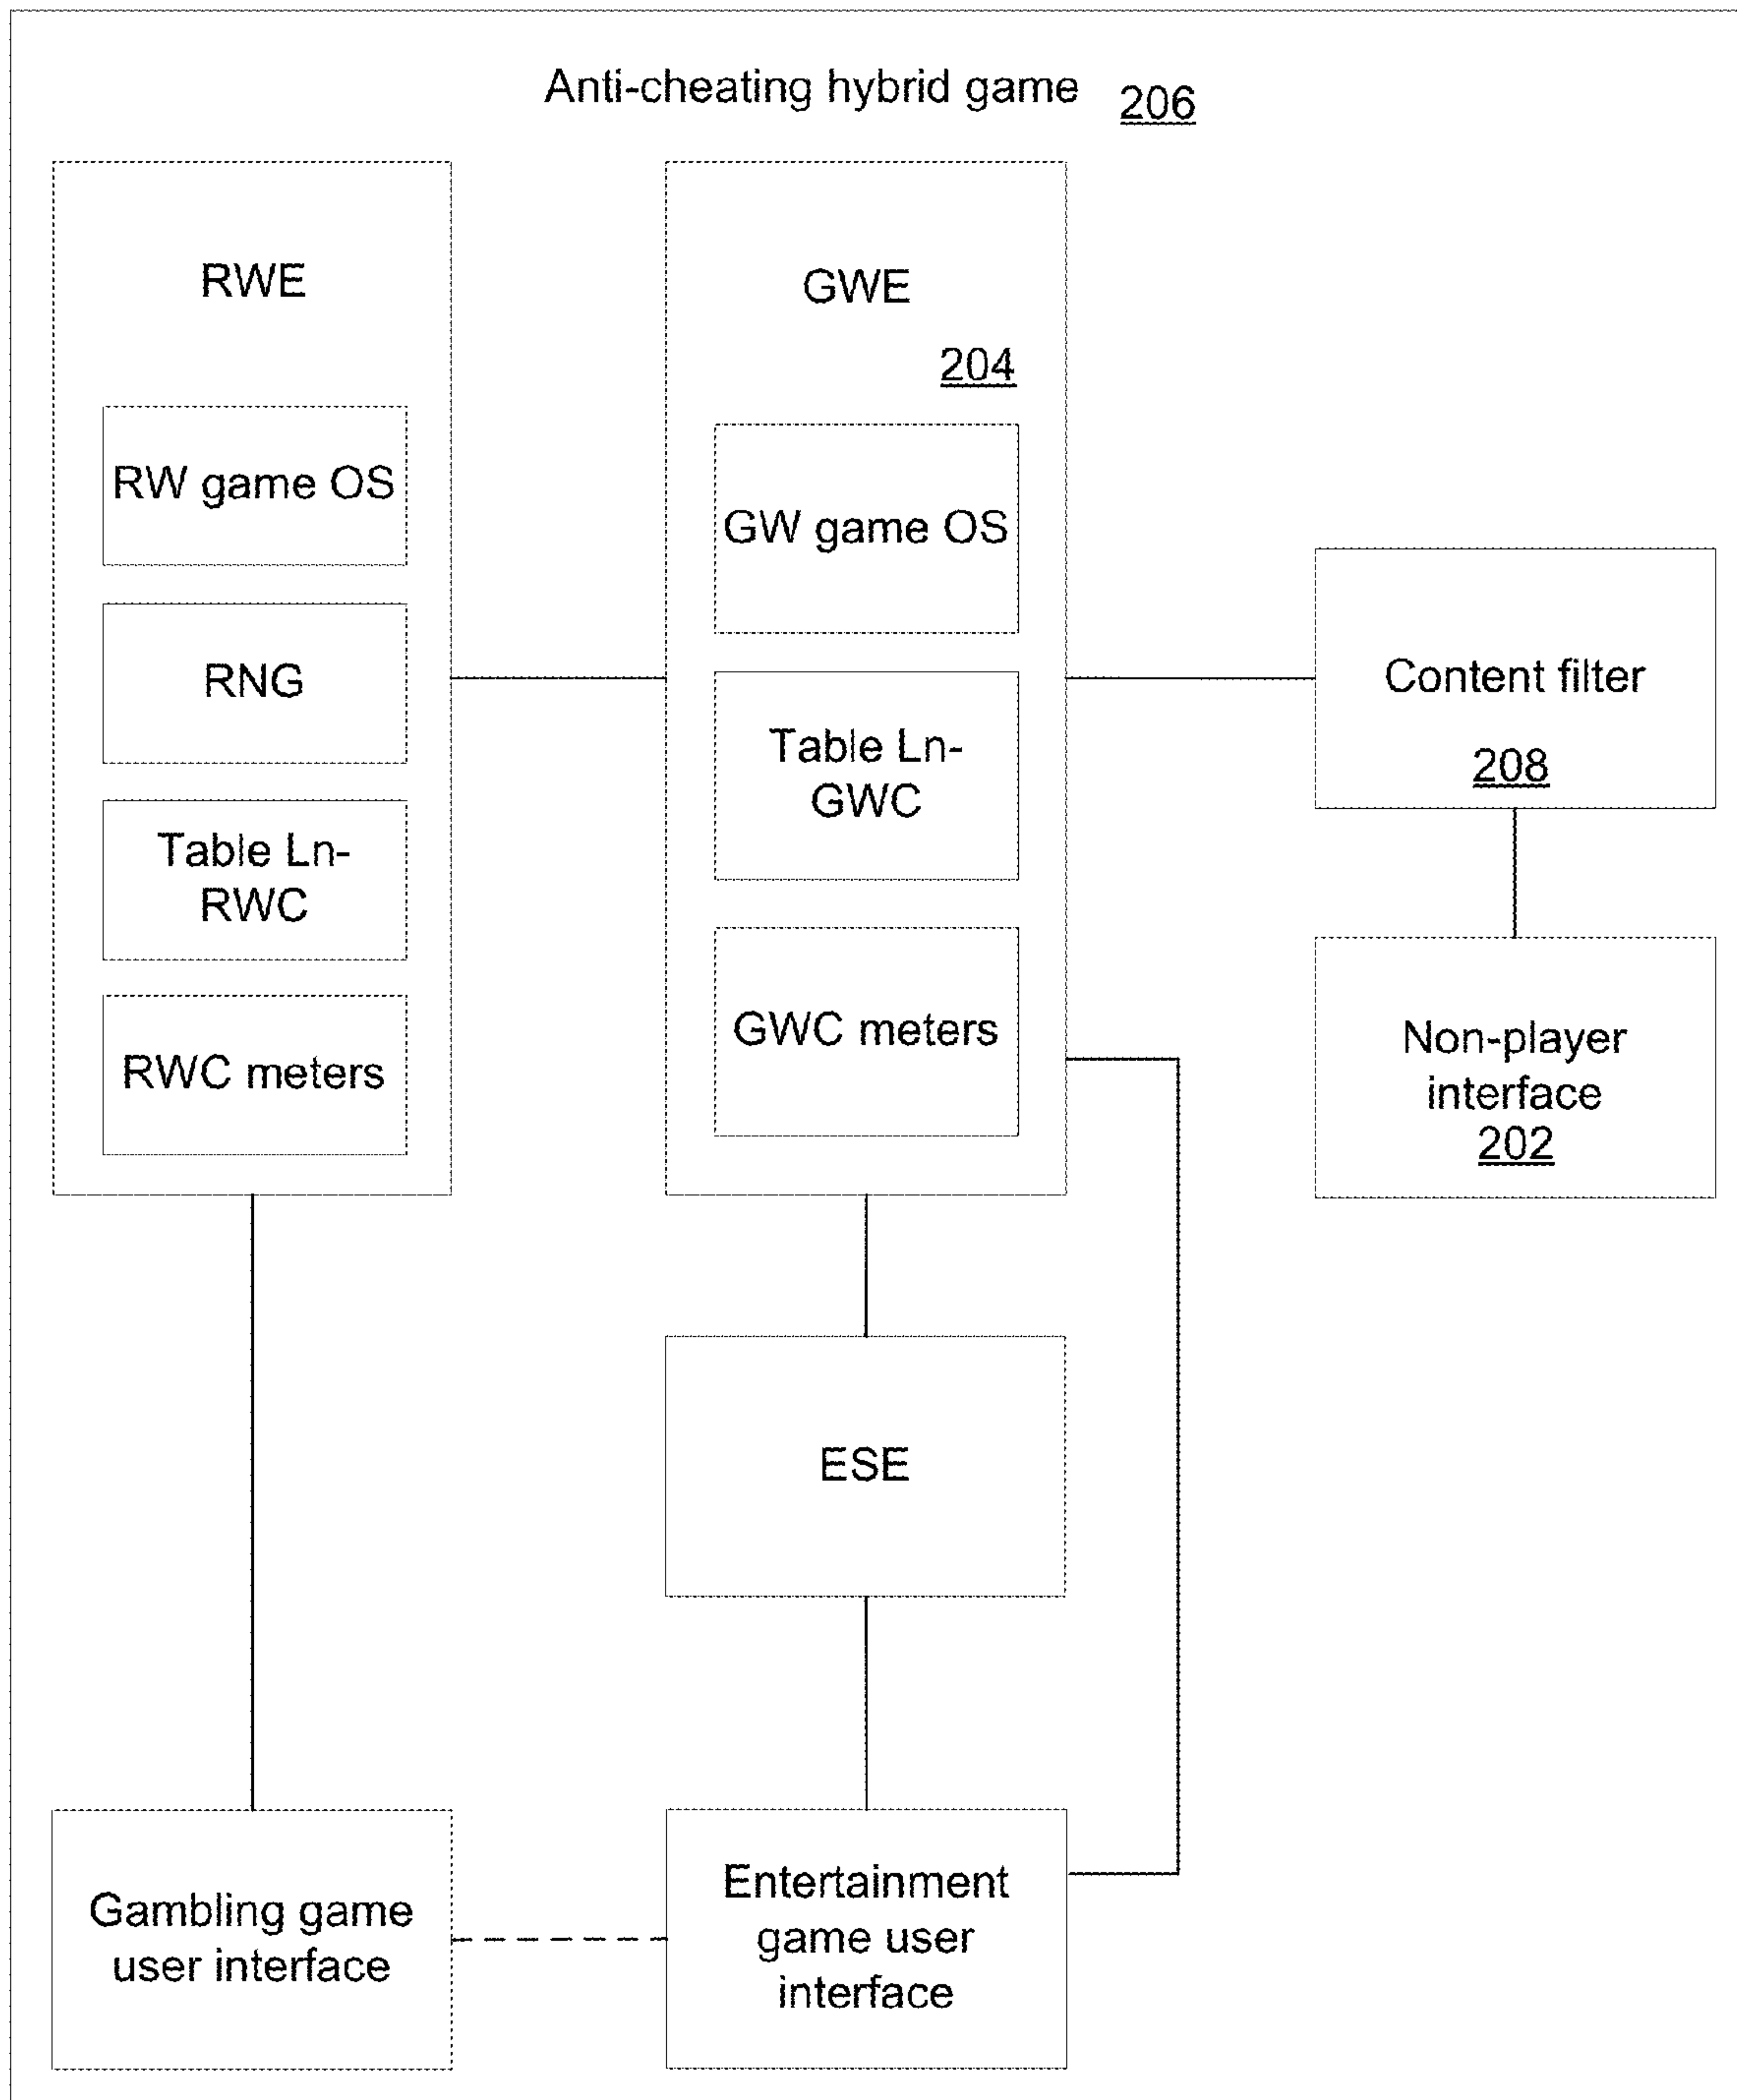 Anti-cheating hybrid game 206
RWE
RW game OS
RNG
Table Ln-
RWC
RWC meters
GWE
204
GW game OS
Table Ln-
GWC
GWC meters
Content filter
208
Non-player
interface
202
ESE
Gambling game
user interface
Entertainment
game user
interface